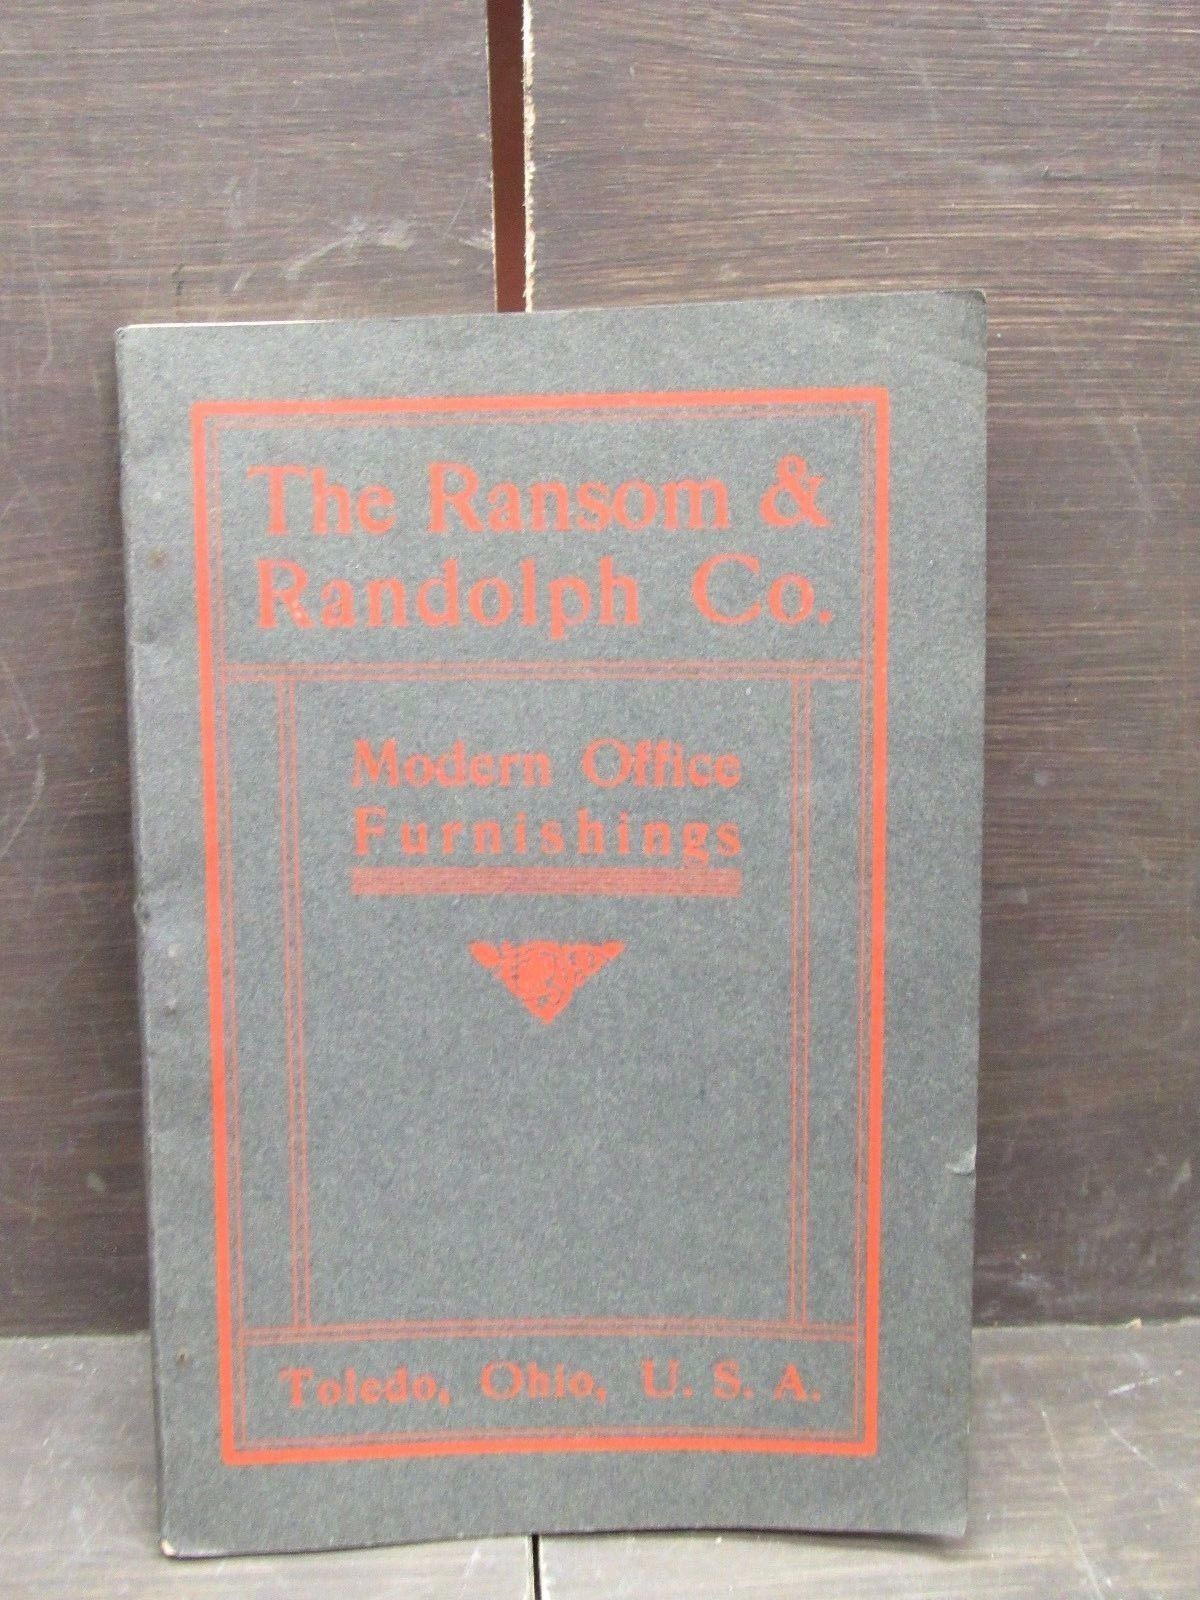 The Ransom &
Randolph Co.
Modern Office
Furnishings
Toledo, Ohio, U. S. A.